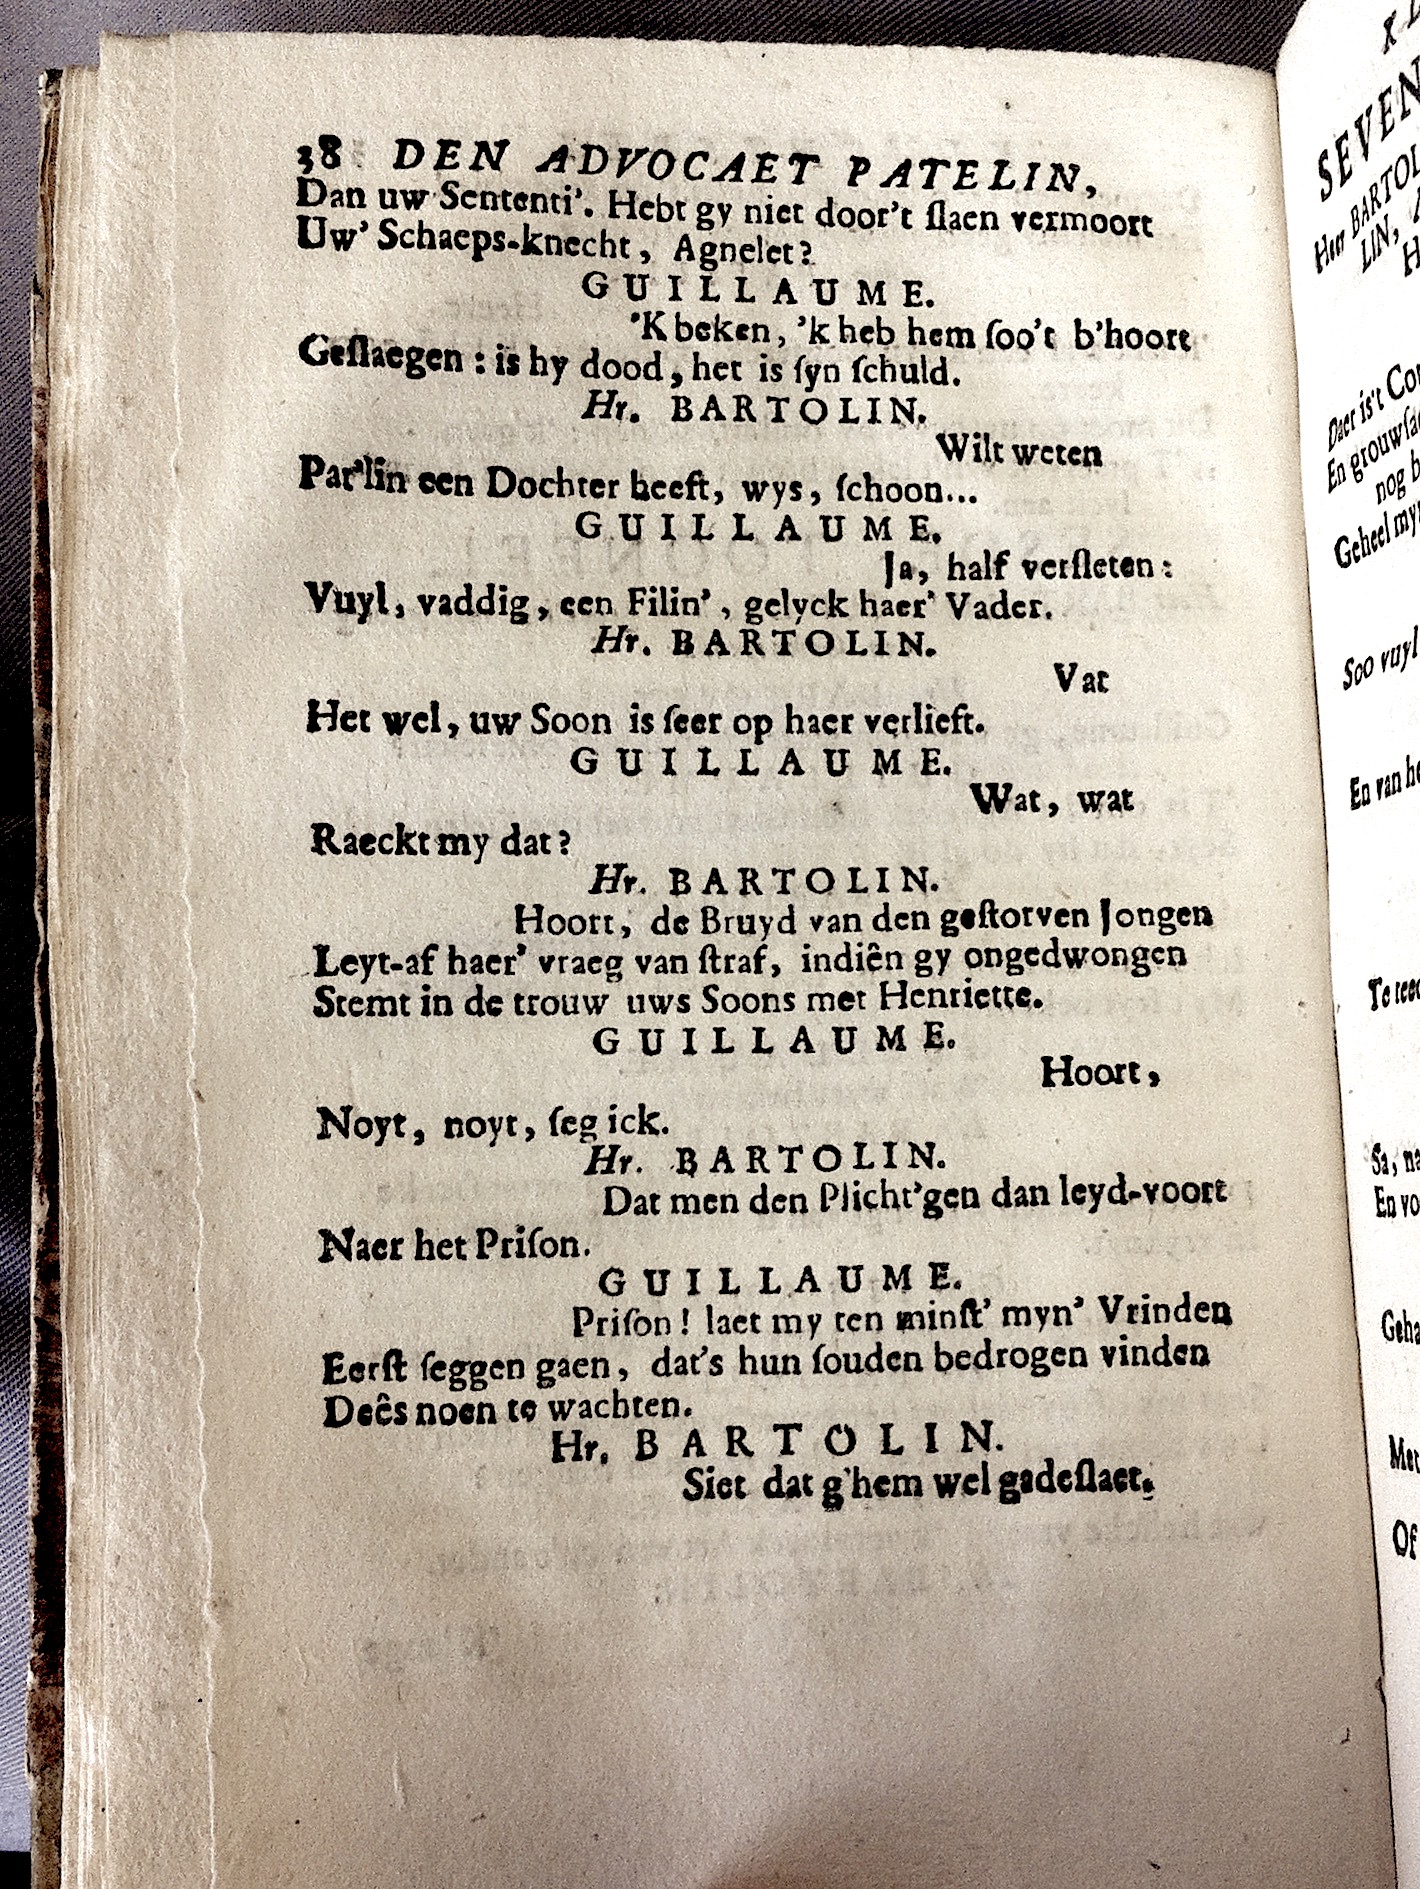 38 DEN ADVOCAET PATELIN,
Dan uw Sententi'. Hebt gy niet door't ſlaen vermoort
Uw' Schaeps-knecht, Agnelet?
GUILLAUME.
'K beken, 'k heb hem ſoo't b'hoort
Geſlaegen: is hy dood, het is ſyn ſchuld.
Hr. BARTOLIN.
Wilt weten
Pat'lin een Dochter heeft, wys, ſchoon...
GUILLAUME.
Ja, half verſleten:
Vuyl, vaddig, een Filin', gelyck haer' Vader.
Hr. BARTOLIN.
Vat
Het wel, uw Soon is ſeer op haer verlieft.
GUILLAUME.
Wat, wat
Raeckt my dat?
Hr. BARTOLIN.
Hoort, de Bruyd van den geſtorven Jongen
Leyt-af haer' vraeg van ſtraf, indiên gy ongedwongen
Stemt in de trouw uws Soons met Henriette.
GUILLAUME.
Hoort,
Noyt, noyt, ſeg ick.
Hr. BARTOLIN.
Dat men den Plicht'gen dan leyd-voort
Naer het Priſon.
GUILLAUME.
Priſon! laet my ten minſt' myn' Vrinden
Eerſt ſeggen gaen, dat's hun ſouden bedrogen vinden
Deês noen te wachten.
Hr. BARTOLIN.
Siet dat g'hem wel gadeſlaet.
SEVEN
Heer BARTOL
LIN,
H
Daer is't
En grouwſa
nog b
Geheel my
Soo vuyl
En van he
Sa, na
En vo
Geha
Met
Of